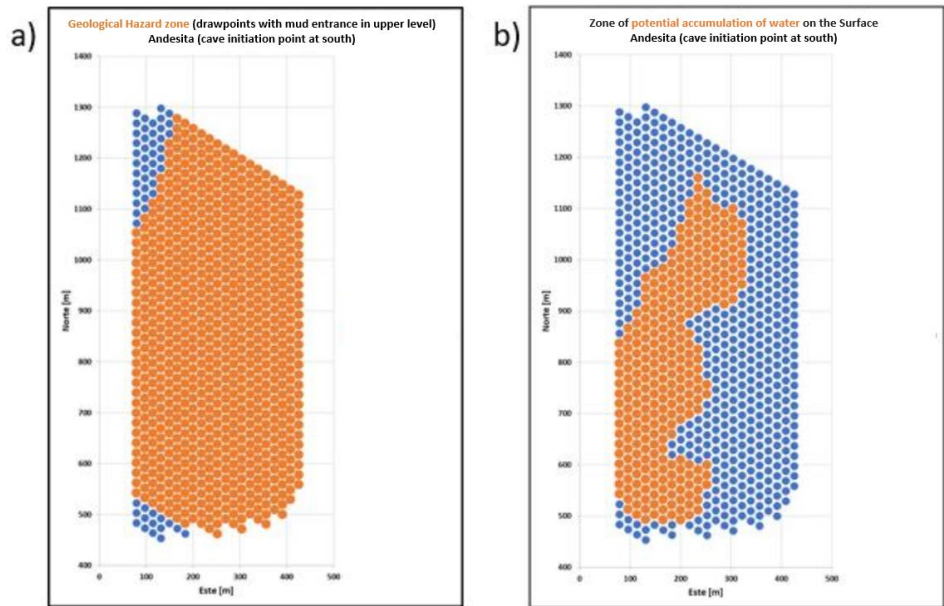 a)
Geological Hazard zone (drawpoints with mud entrance in upper level)
Andesita (cave initiation point at south)
1400
1300
1200
1100
1000
900
800
700
600
500
400
Norte [m]
0 100 200 300 400 500
Este [m]
b)
Zone of potential accumulation of water on the Surface
Andesita (cave initiation point at south)
1400
1300
1200
1100
1000
900
800
700
600
500
400
Norte [m]
0 100 200 300 400 500
Este [m]